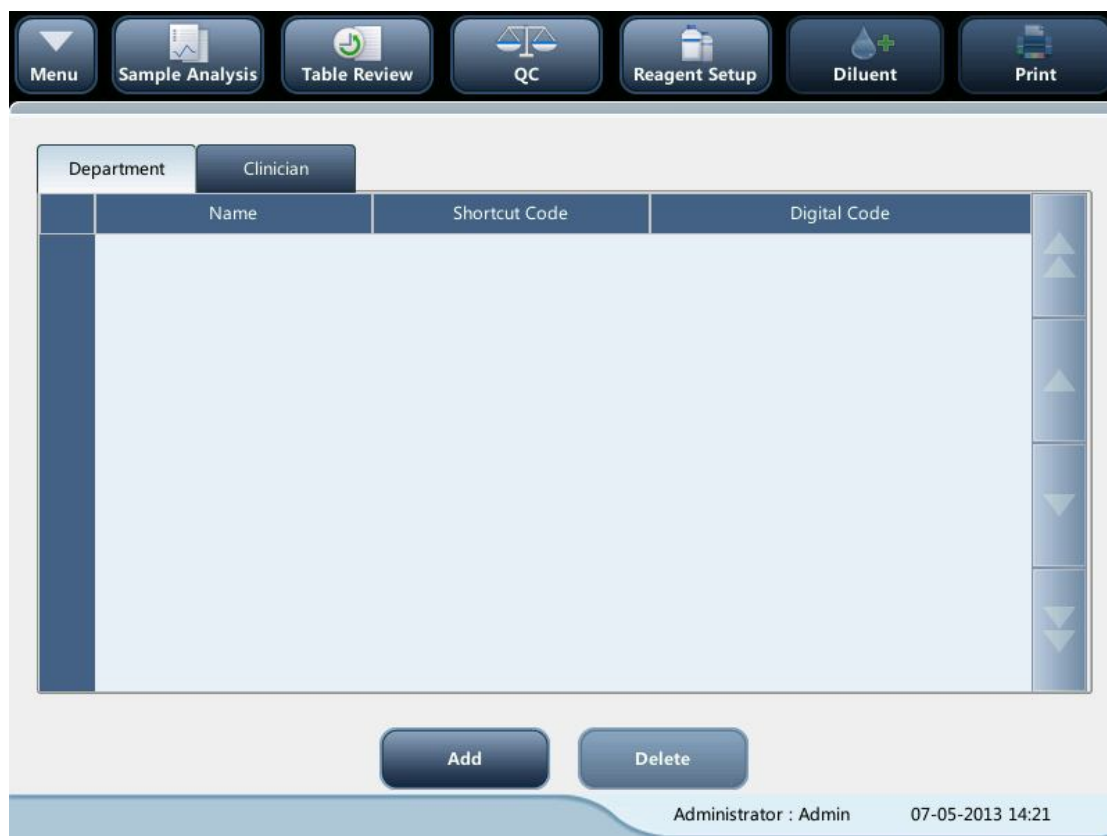 Menu Sample Analysis Table Review QC Reagent Setup Diluent Print
Department Clinician
Name Shortcut Code Digital Code
Add Delete
Administrator : Admin 07-05-2013 14:21